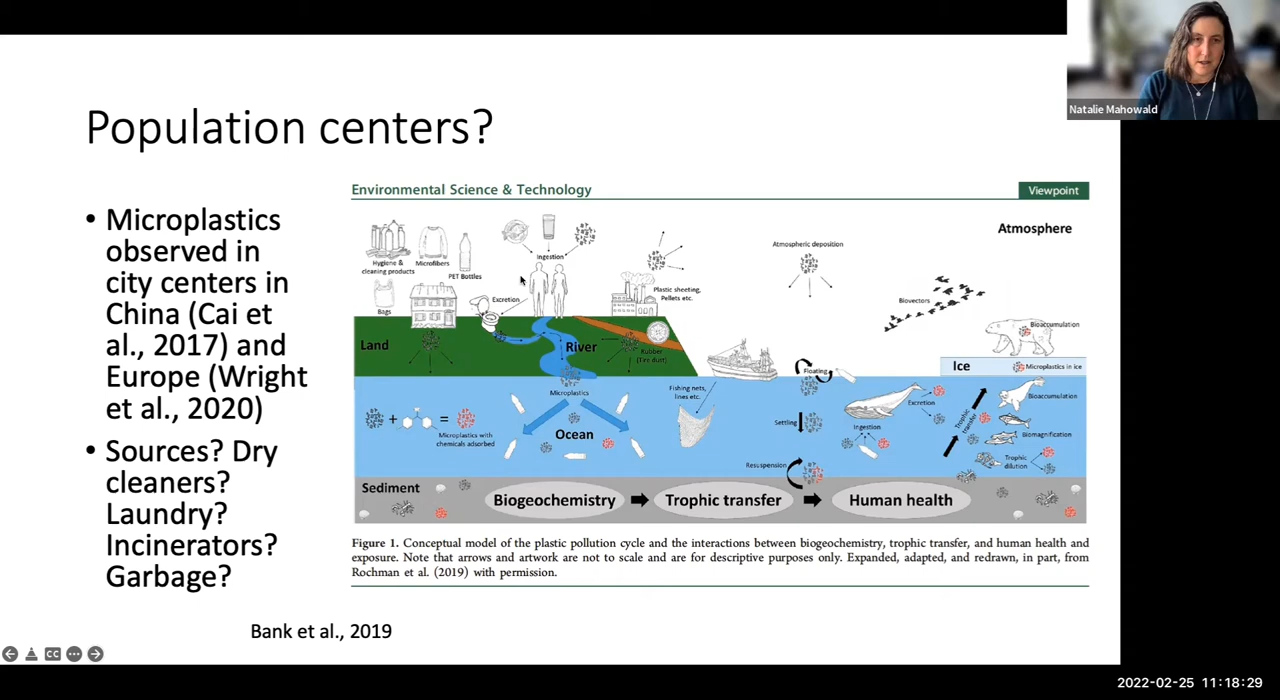 Natalie Mahowald
Population centers?
• Microplastics
observed in
city centers in
China (Cai et
al., 2017) and
Europe (Wright
et al., 2020)
• Sources? Dry
cleaners?
Laundry?
Incinerators?
Garbage?
Bank et al., 2019
Environmental Science & Technology
Viewpoint
Atmosphere
Hygiene &
cleaning products
Microfibers
PET Bottles
Bags
Ingestion
Excretion
Plastic sheeting,
Pellets etc.
Atmospheric deposition
Biovectors
Bioaccumulation
Land
River
Rubber
(Tire dust)
Ice
Microplastics in ice
Microplastics
Fishing nets,
lines etc.
Floating
Settling
Resuspension
Excretion
Ingestion
Trophic
transfer
Bioaccumulation
Biomagnification
Trophic
dilution
+
=
Microplastics with
chemicals adsorbed
Ocean
Sediment
Biogeochemistry
Trophic transfer
Human health
Figure 1. Conceptual model of the plastic pollution cycle and the interactions between biogeochemistry, trophic transfer, and human health and
exposure. Note that arrows and artwork are not to scale and are for descriptive purposes only. Expanded, adapted, and redrawn, in part, from
Rochman et al. (2019) with permission.
CC
2022-02-25 11:18:29